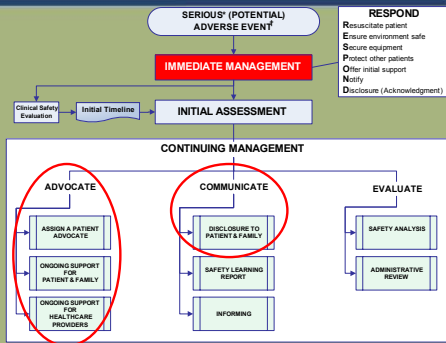 SERIOUS* (POTENTIAL)
ADVERSE EVENT†
RESPOND
Resuscitate patient
Ensure environment safe
Secure equipment
Protect other patients
Offer initial support
Notify
Disclosure (Acknowledgment)
IMMEDIATE MANAGEMENT
Clinical Safety
Evaluation
Initial Timeline
INITIAL ASSESSMENT
CONTINUING MANAGEMENT
ADVOCATE
ASSIGN A PATIENT
ADVOCATE
ONGOING SUPPORT
FOR
PATIENT & FAMILY
ONGOING SUPPORT
FOR
HEALTHCARE
PROVIDERS
COMMUNICATE
DISCLOSURE TO
PATIENT & FAMILY
SAFETY LEARNING
REPORT
INFORMING
EVALUATE
SAFETY ANALYSIS
ADMINISTRATIVE
REVIEW